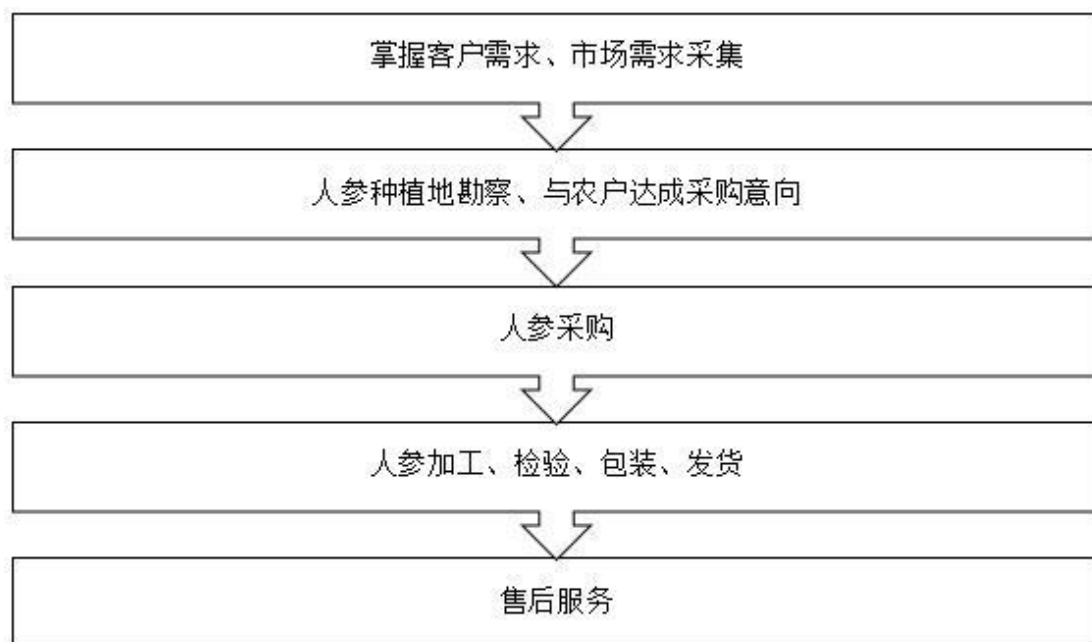 掌握客户需求、市场需求采集
人参种植地勘察、与农户达成采购意向
人参采购
人参加工、检验、包装、发货
售后服务